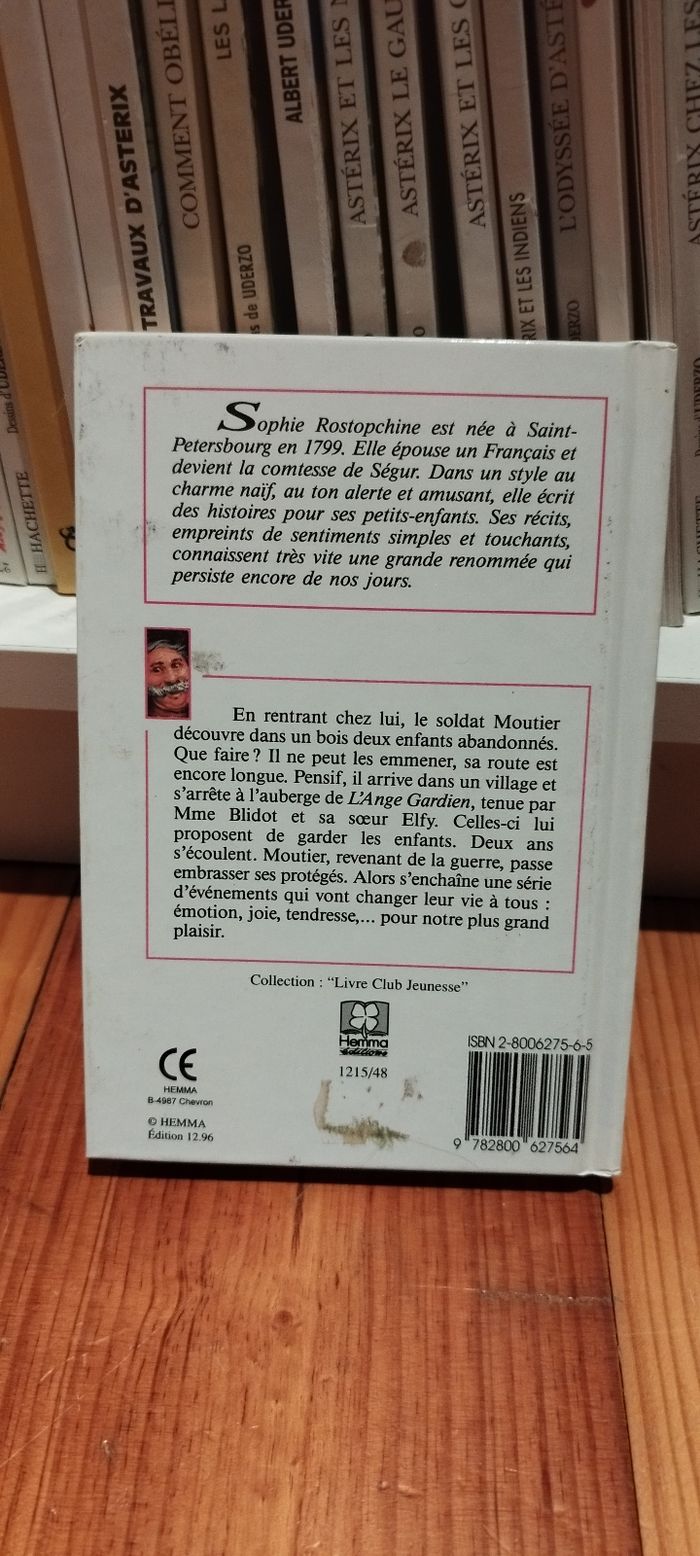 TRAVAUX D'ASTERIX
COMMENT OBÉLI
LES L
de UDERZO
ALBERT UDER
ASTÉRIX ET LES
ASTÉRIX LE GAU
ASTÉRIX ET LES
RIX ET LES INDIENS
L'ODYSSÉE D'ASTÉ
ASTÉRIX CHEZ LES
HACHETTE
Sophie Rostopchine est née à Saint-
Petersbourg en 1799. Elle épouse un Français et
devient la comtesse de Ségur. Dans un style au
charme naïf, au ton alerte et amusant, elle écrit
des histoires pour ses petits-enfants. Ses récits,
empreints de sentiments simples et touchants,
connaissent très vite une grande renommée qui
persiste encore de nos jours.
En rentrant chez lui, le soldat Moutier
découvre dans un bois deux enfants abandonnés.
Que faire ? Il ne peut les emmener, sa route est
encore longue. Pensif, il arrive dans un village et
s'arrête à l'auberge de L'Ange Gardien, tenue par
Mme Blidot et sa sœur Elfy. Celles-ci lui
proposent de garder les enfants. Deux ans
s'écoulent. Moutier, revenant de la guerre, passe
embrasser ses protégés. Alors s'enchaîne une série
d'événements qui vont changer leur vie à tous :
émotion, joie, tendresse,... pour notre plus grand
plaisir.
Collection : “Livre Club Jeunesse”
Hemma
éditions
1215/48
CE
HEMMA
B-4987 Chevron
© HEMMA
Édition 12.96
ISBN 2-8006275-6-5
9 782800 627564